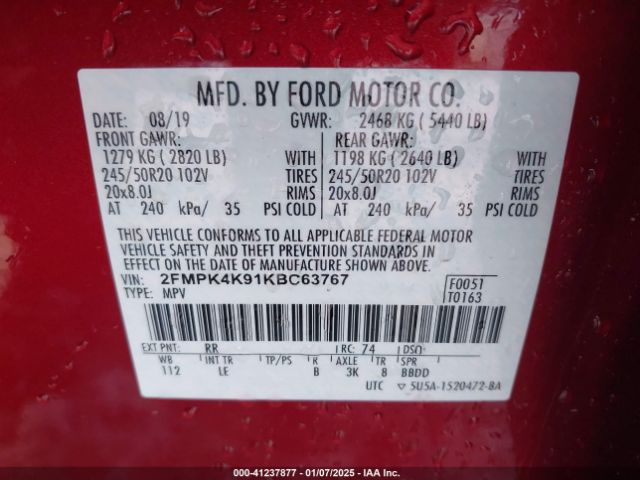 MFD. BY FORD MOTOR CO.
DATE: 08/19 GVWR: 2468 KG ( 5440 LB)
FRONT GAWR: REAR GAWR:
1279 KG ( 2820 LB) WITH 1198 KG ( 2640 LB) WITH
245/50R20 102V TIRES 245/50R20 102V TIRES
20x8.0J RIMS 20x8.0J RIMS
AT 240 kPa/ 35 PSI COLD AT 240 kPa/ 35 PSI COLD
THIS VEHICLE CONFORMS TO ALL APPLICABLE FEDERAL MOTOR
VEHICLE SAFETY AND THEFT PREVENTION STANDARDS IN
EFFECT ON THE DATE OF MANUFACTURE SHOWN ABOVE.
VIN: 2FMPK4K91KBC63767 F0051
TYPE: MPV T0163
EXT PNT: RR RC: 74 DSO:
WB INT TR TP/PS R AXLE TR SPR
112 LE B 3K 8 BBDD
UTC 5U5A-1520472-BA
000-41237877 - 01/07/2025 - IAA Inc.